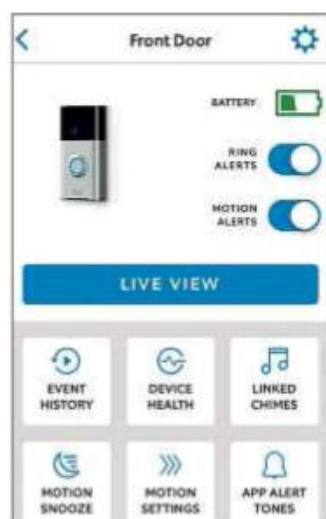 Front Door
BATTERY
RING
ALERTS
MOTION
ALERTS
LIVE VIEW
EVENT
HISTORY
DEVICE
HEALTH
LINKED
CHIMES
MOTION
SNOOZE
MOTION
SETTINGS
APP ALERT
TONES